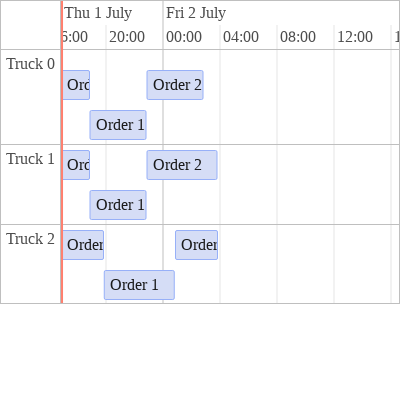 Thu 1 July Fri 2 July
6:00 20:00 00:00 04:00 08:00 12:00 1
Truck 0
Ord Order 2
Order 1
Truck 1
Ord Order 2
Order 1
Truck 2
Order Order
Order 1